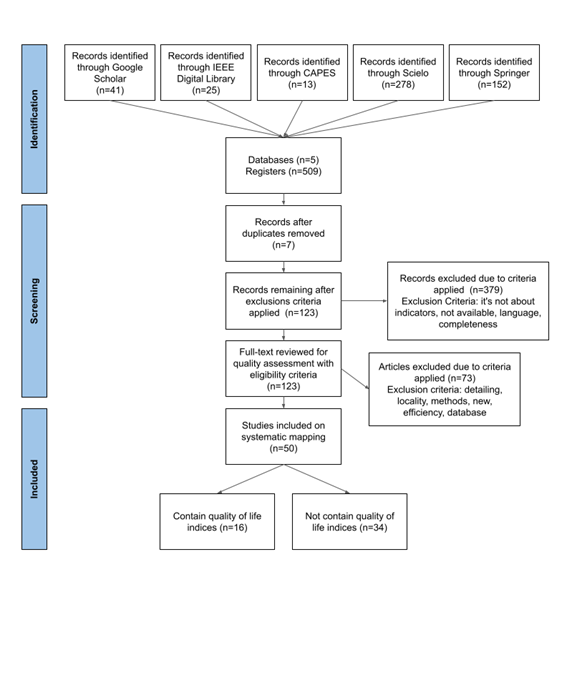 Identification
Records identified
through Google
Scholar
(n=41)
Records identified
through IEEE
Digital Library
(n=25)
Records identified
through CAPES
(n=13)
Records identified
through Scielo
(n=278)
Records identified
through Springer
(n=152)
Databases (n=5)
Registers (n=509)
Screening
Records after
duplicates removed
(n=7)
Records remaining after
exclusions criteria
applied (n=123)
Records excluded due to criteria
applied (n=379)
Exclusion Criteria: it's not about
indicators, not available, language,
completeness
Full-text reviewed for
quality assessment with
eligibility criteria
(n=123)
Articles excluded due to criteria
applied (n=73)
Exclusion criteria: detailing,
locality, methods, new,
efficiency, database
Included
Studies included on
systematic mapping
(n=50)
Contain quality of life
indices (n=16)
Not contain quality of
life indices (n=34)